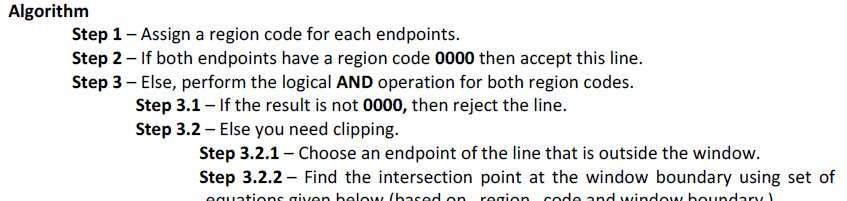 Algorithm
Step 1 – Assign a region code for each endpoints.
Step 2 – If both endpoints have a region code 0000 then accept this line.
Step 3 – Else, perform the logical AND operation for both region codes.
Step 3.1 – If the result is not 0000, then reject the line.
Step 3.2 – Else you need clipping.
Step 3.2.1 – Choose an endpoint of the line that is outside the window.
Step 3.2.2 – Find the intersection point at the window boundary using set of
equations given below (based on region code and window boundary )